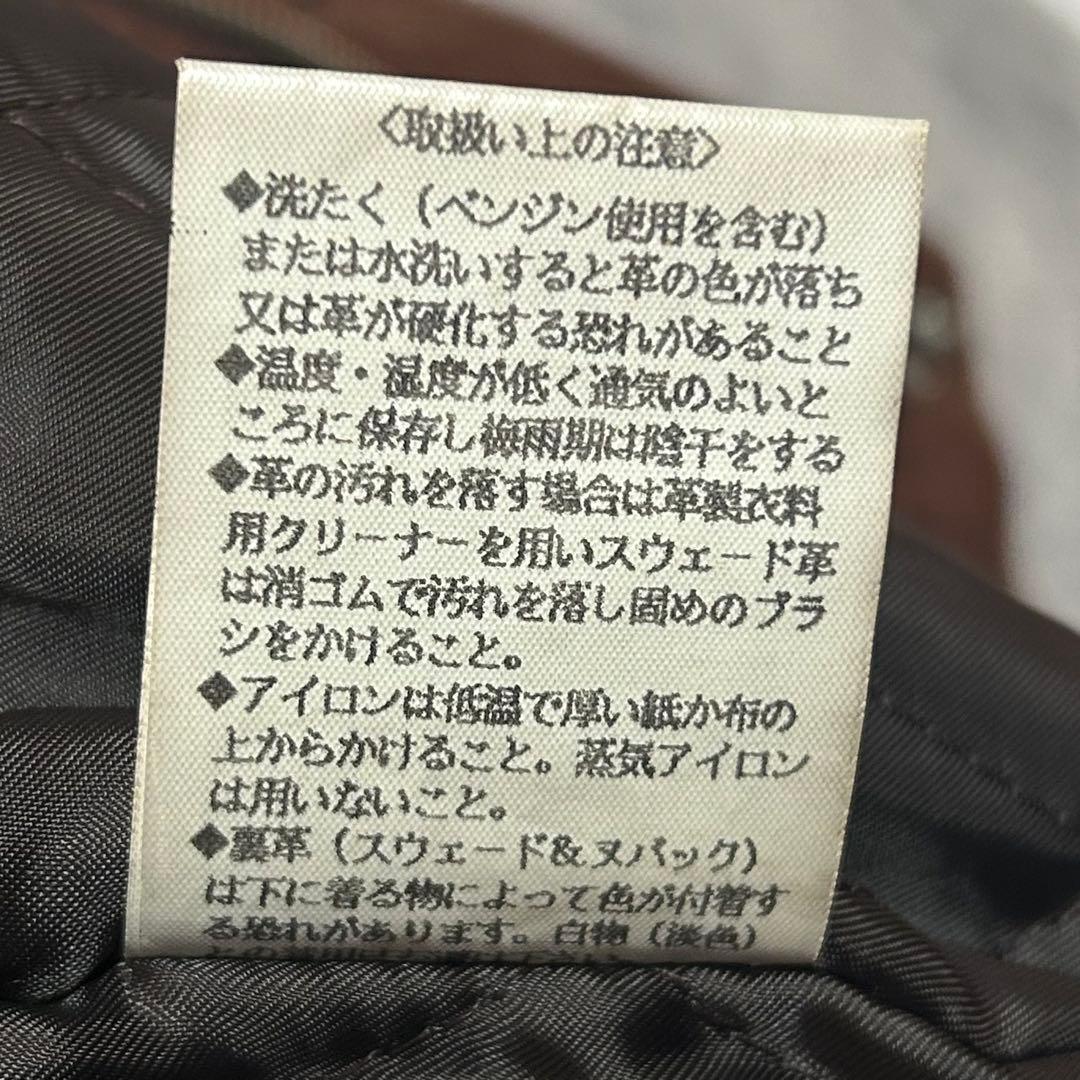 〈取扱い上の注意〉
◆洗たく（ベンジン使用を含む）
または水洗いすると革の色が落ち
又は革が硬化する恐れがあること
◆温度・湿度が低く通気のよいと
ころに保存し梅雨期は陰干をする
◆革の汚れを落す場合は革製衣料
用クリーナーを用いスウェード革
は消ゴムで汚れを落し固めのブラ
シをかけること。
◆アイロンは低温で厚い紙か布の
上からかけること。蒸気アイロン
は用いないこと。
◆裏革（スウェード&ヌバック）
は下に着る物によって色が付着す
る恐れがあります。白物（淡色）